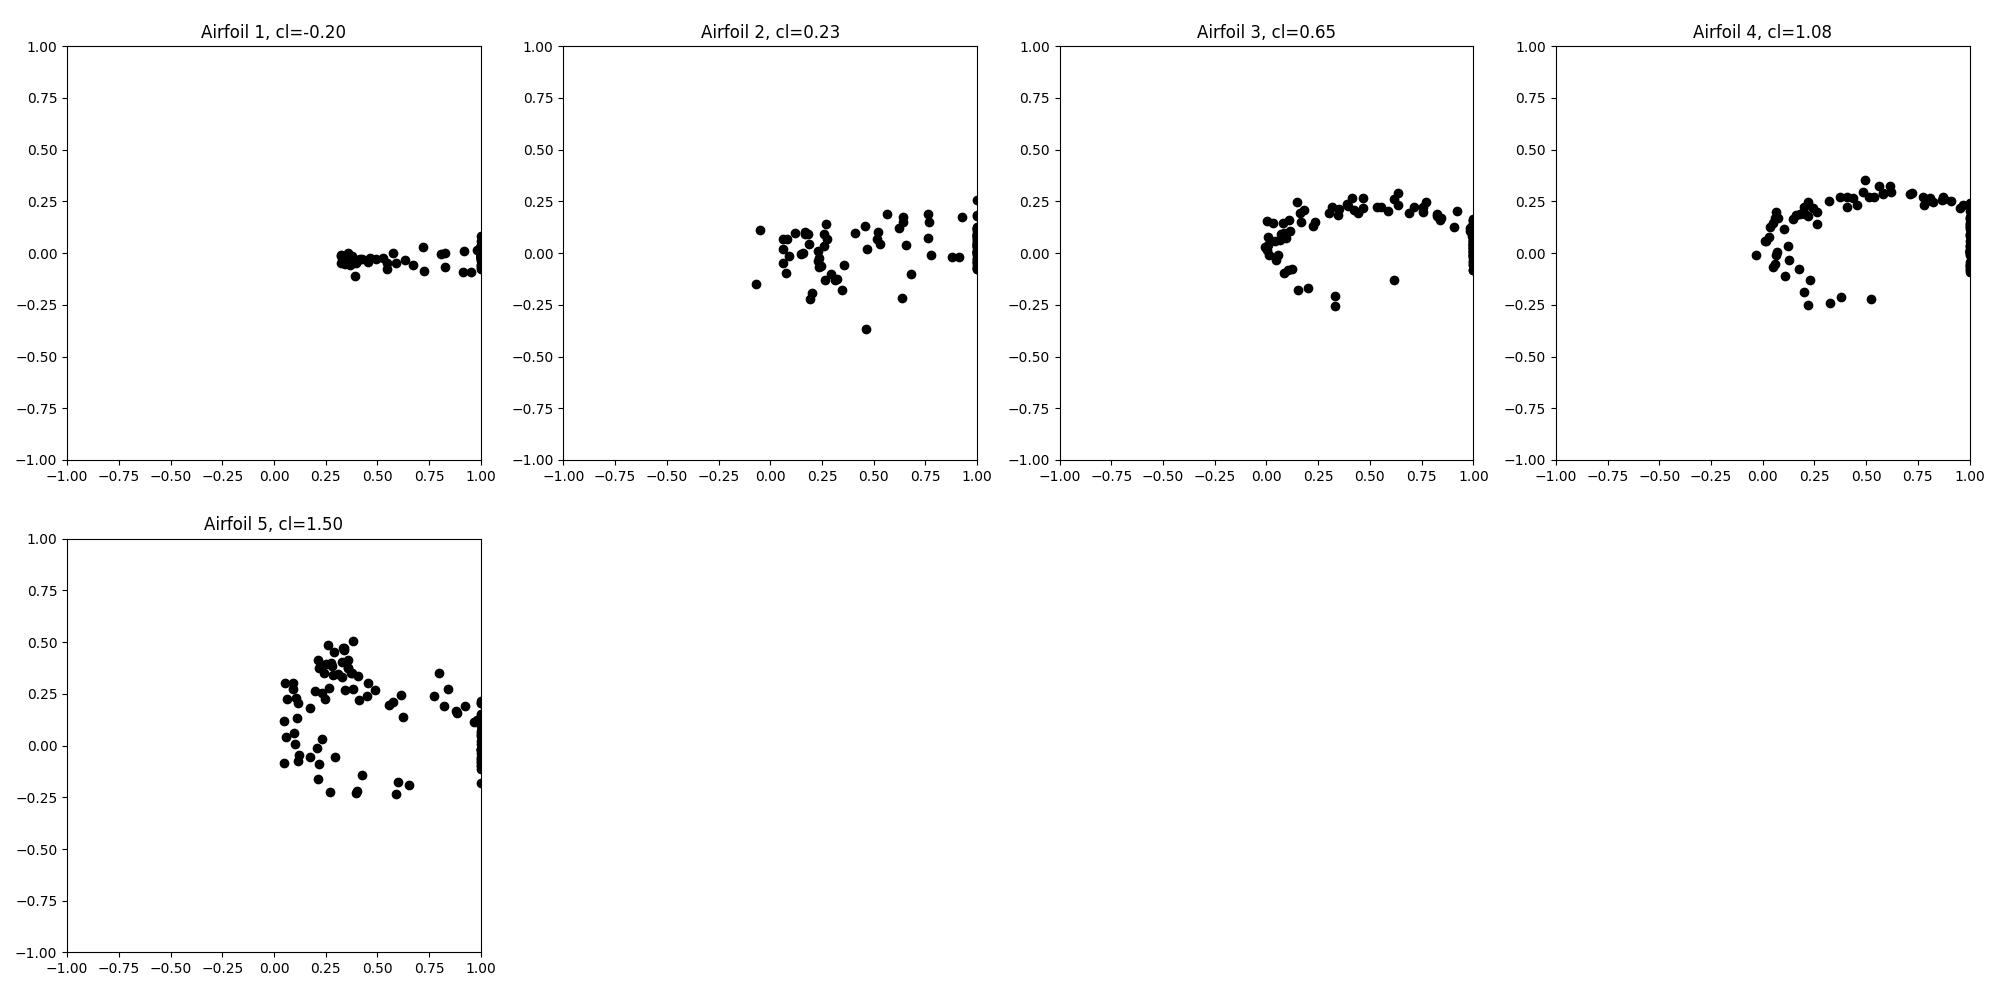 Airfoil 1, cl=-0.20
Airfoil 2, cl=0.23
Airfoil 3, cl=0.65
Airfoil 4, cl=1.08
1.00 1.00 1.00 1.00
0.75 0.75 0.75 0.75
0.50 0.50 0.50 0.50
0.25 0.25 0.25 0.25
0.00 0.00 0.00 0.00
−0.25 −0.25 −0.25 −0.25
−0.50 −0.50 −0.50 −0.50
−0.75 −0.75 −0.75 −0.75
−1.00 −1.00 −1.00 −1.00
−1.00 −0.75 −0.50 −0.25 0.00 0.25 0.50 0.75 1.00
−1.00 −0.75 −0.50 −0.25 0.00 0.25 0.50 0.75 1.00
−1.00 −0.75 −0.50 −0.25 0.00 0.25 0.50 0.75 1.00
−1.00 −0.75 −0.50 −0.25 0.00 0.25 0.50 0.75 1.00
Airfoil 5, cl=1.50
1.00
0.75
0.50
0.25
0.00
−0.25
−0.50
−0.75
−1.00
−1.00 −0.75 −0.50 −0.25 0.00 0.25 0.50 0.75 1.00